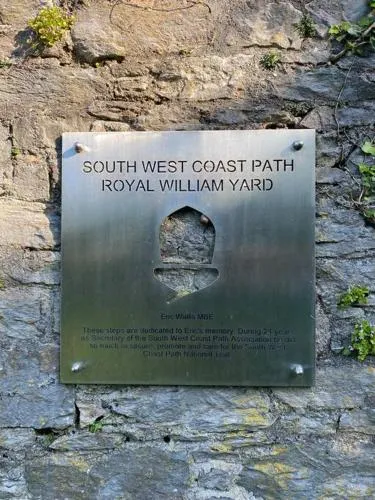 SOUTH WEST COAST PATH
ROYAL WILLIAM YARD
Eric Wallis MBE
These steps are dedicated to Eric's memory. During 21 years
as Secretary of the South West Coast Path Association he did
so much to secure, promote and care for the South West
Coast Path National Trail